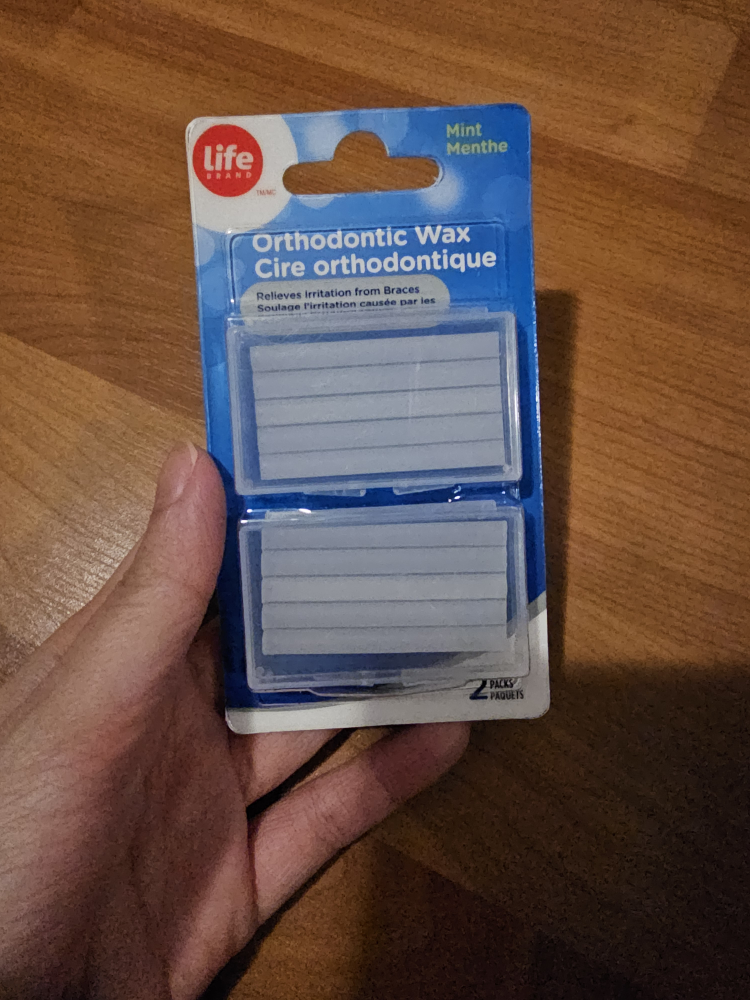 life
BRAND
TM/MC
Mint
Menthe
Orthodontic Wax
Cire orthodontique
Relieves Irritation from Braces
Soulage l'irritation causée par les
2 PACKS
PAQUETS